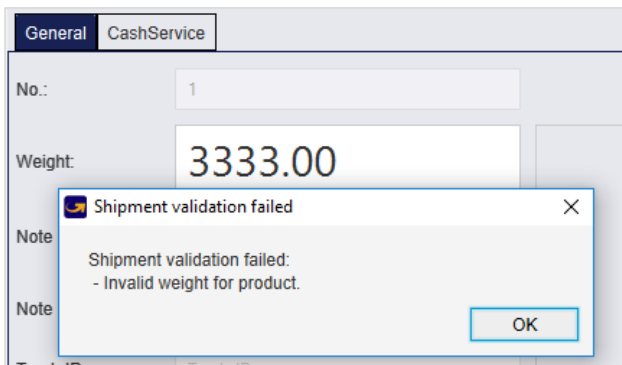 General CashService
No.: 1
Weight: 3333.00
Shipment validation failed
Note
Shipment validation failed:
- Invalid weight for product.
Note
OK